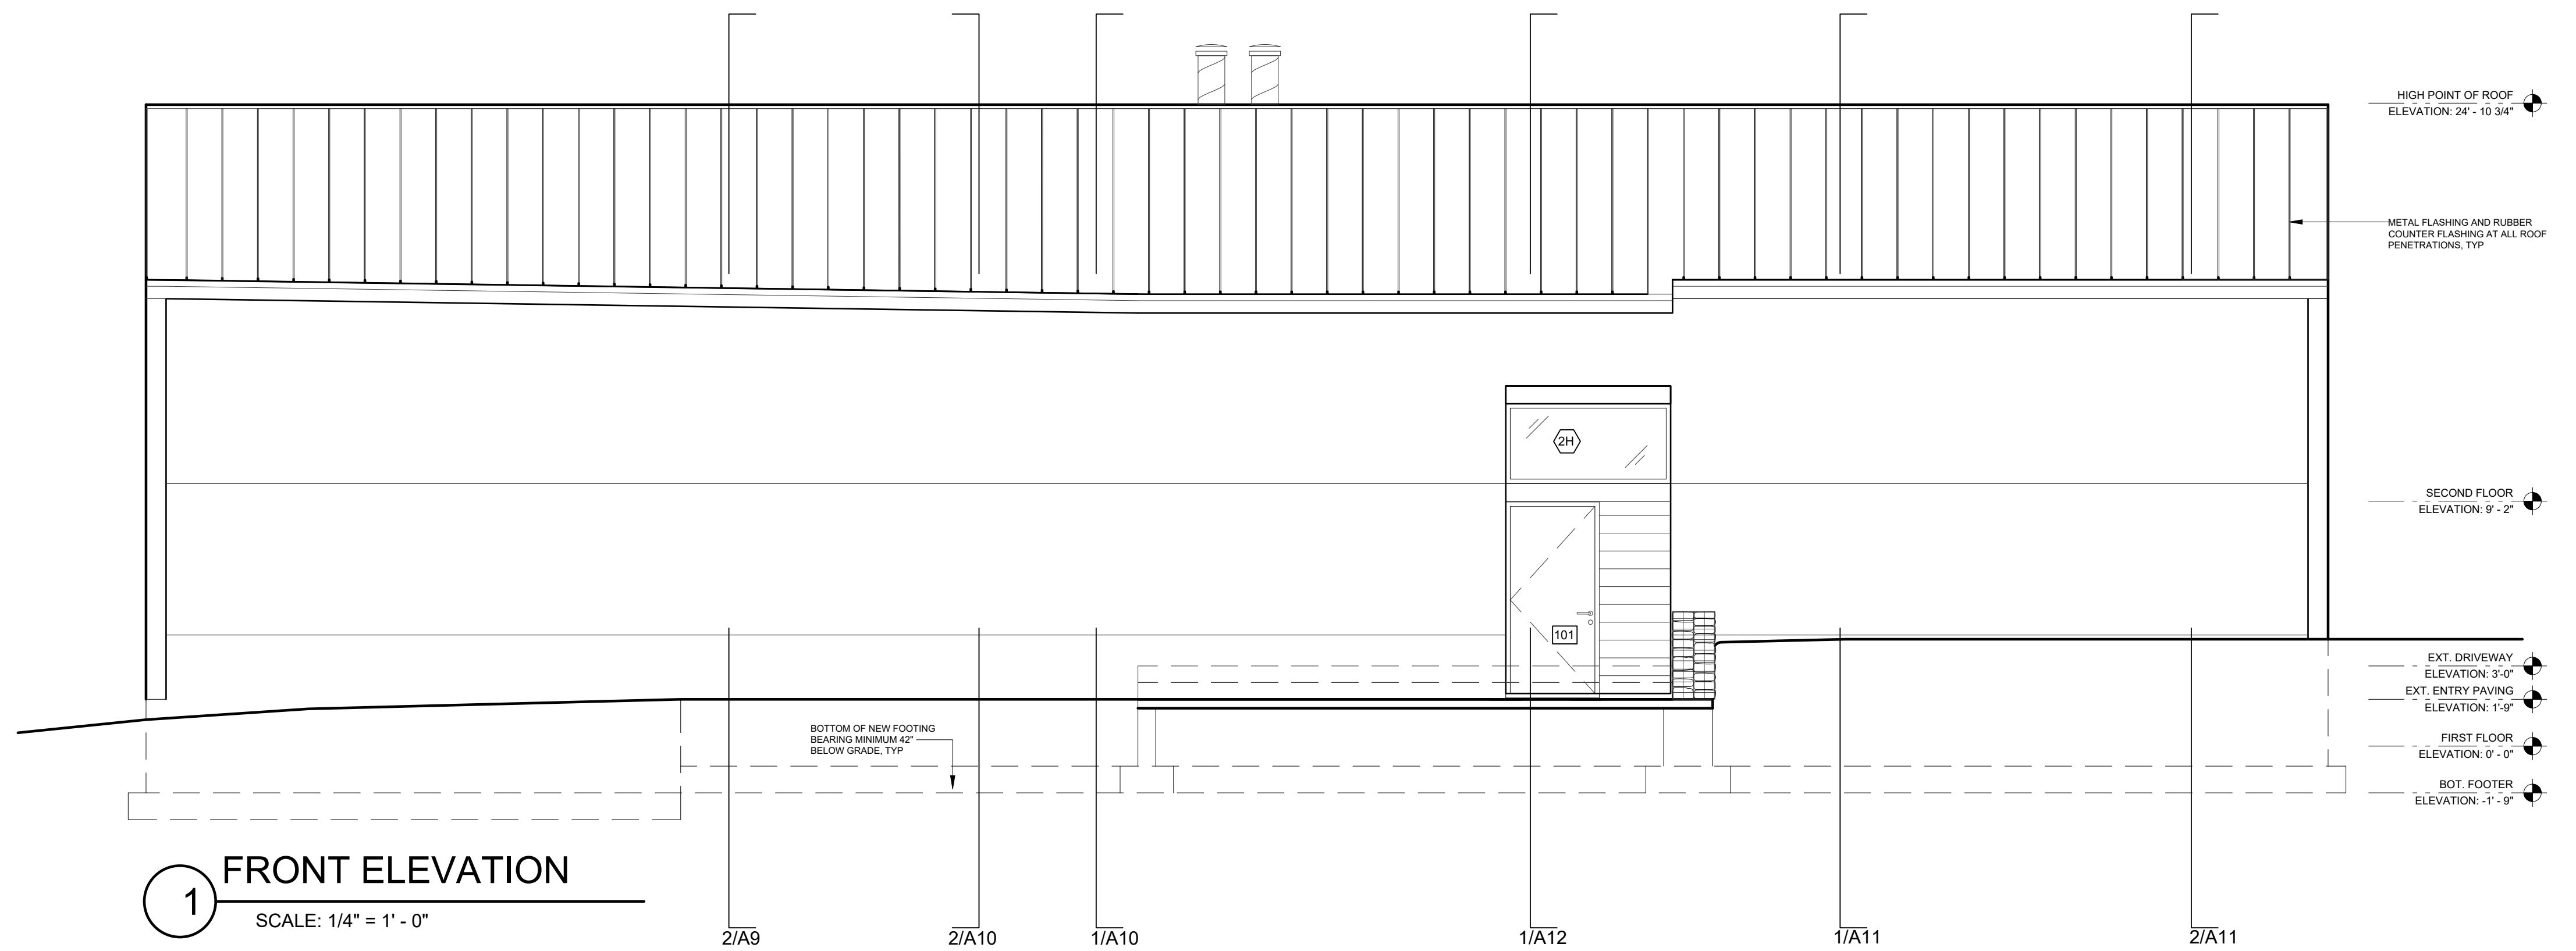 HIGH POINT OF ROOF
ELEVATION: 24' - 10 3/4"
METAL FLASHING AND RUBBER
COUNTER FLASHING AT ALL ROOF
PENETRATIONS, TYP
2H
SECOND FLOOR
ELEVATION: 9' - 2"
101
EXT. DRIVEWAY
ELEVATION: 3'-0"
EXT. ENTRY PAVING
ELEVATION: 1'-9"
BOTTOM OF NEW FOOTING
BEARING MINIMUM 42"
BELOW GRADE, TYP
FIRST FLOOR
ELEVATION: 0' - 0"
BOT. FOOTER
ELEVATION: -1' - 9"
1
FRONT ELEVATION
SCALE: 1/4" = 1' - 0"
2/A9
2/A10
1/A10
1/A12
1/A11
2/A11